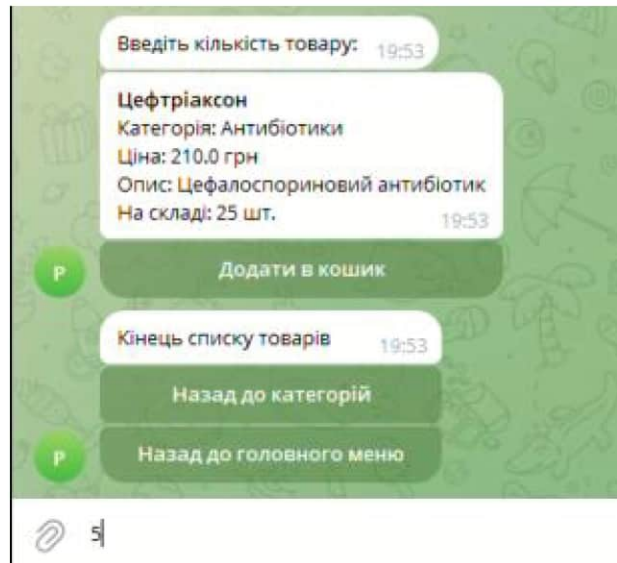 Введіть кількість товару: 19:53
Цефтріаксон
Категорія: Антибіотики
Ціна: 210.0 грн
Опис: Цефалоспориновий антибіотик
На складі: 25 шт. 19:53
Р
Додати в кошик
Кінець списку товарів 19:53
Назад до категорій
Р
Назад до головного меню
5